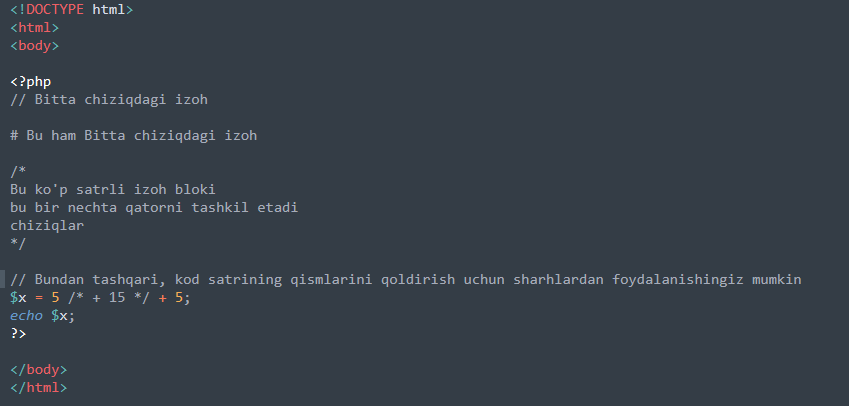 <!DOCTYPE html>
<html>
<body>
<?php
// Bitta chiziqdagi izoh
# Bu ham Bitta chiziqdagi izoh
/*
Bu ko'p satrli izoh bloki
bu bir nechta qatorni tashkil etadi
chiziqlar
*/
// Bundan tashqari, kod satrining qismlarini qoldirish uchun sharhlardan foydalanishingiz mumkin
$x = 5 /* + 15 */ + 5;
echo $x;
?>
</body>
</html>